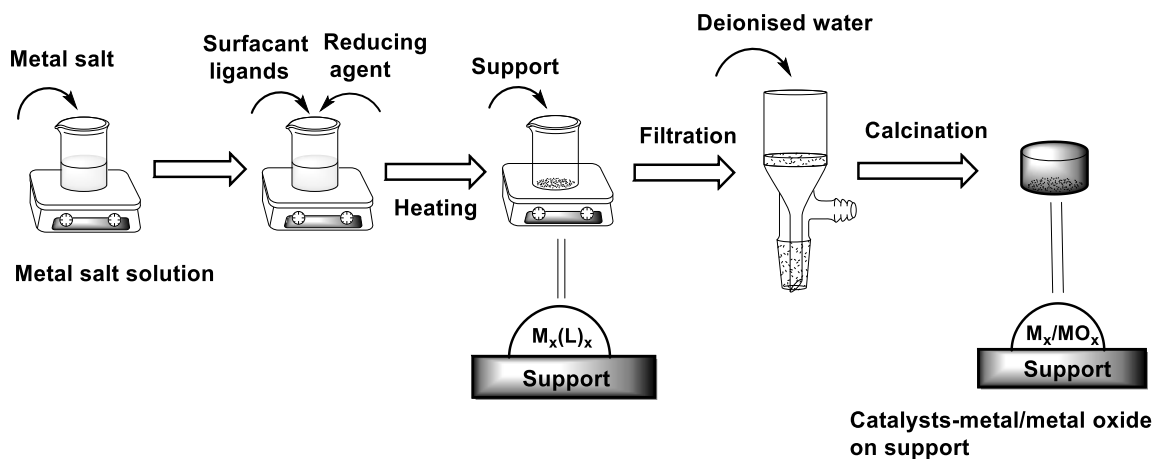 Metal salt
Metal salt solution
Surfacant
ligands
Reducing
agent
Heating
Support
Mₓ(L)ₓ
Support
Filtration
Deionised water
Calcination
Mₓ/MOₓ
Support
Catalysts-metal/metal oxide
on support